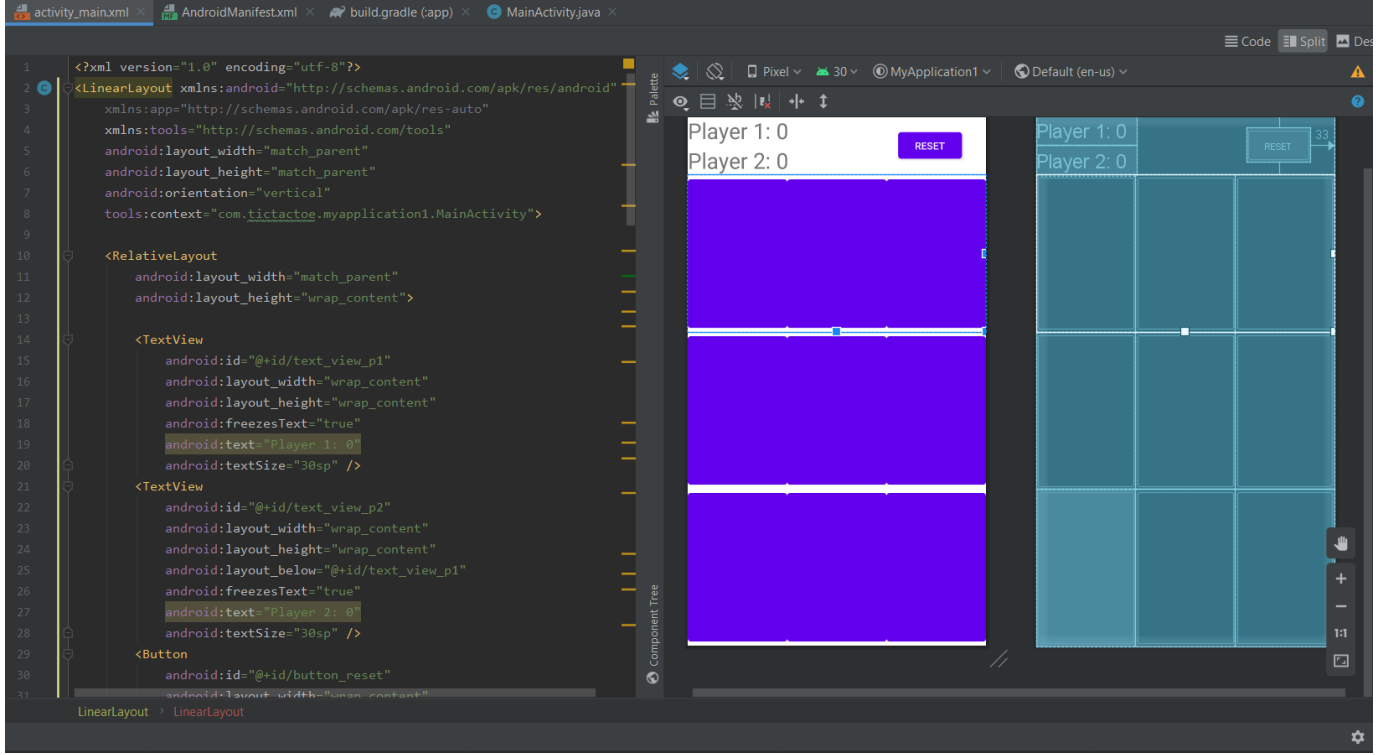 activity_main.xml AndroidManifest.xml build.gradle (:app) MainActivity.java
Code Split Des
1 <?xml version="1.0" encoding="utf-8"?>
2 <LinearLayout xmlns:android="http://schemas.android.com/apk/res/android"
3 xmlns:app="http://schemas.android.com/apk/res-auto"
4 xmlns:tools="http://schemas.android.com/tools"
5 android:layout_width="match_parent"
6 android:layout_height="match_parent"
7 android:orientation="vertical"
8 tools:context="com.tictactoe.myapplication1.MainActivity">
9
10 <RelativeLayout
11 android:layout_width="match_parent"
12 android:layout_height="wrap_content">
13
14 <TextView
15 android:id="@+id/text_view_p1"
16 android:layout_width="wrap_content"
17 android:layout_height="wrap_content"
18 android:freezesText="true"
19 android:text="Player 1: 0"
20 android:textSize="30sp" />
21 <TextView
22 android:id="@+id/text_view_p2"
23 android:layout_width="wrap_content"
24 android:layout_height="wrap_content"
25 android:layout_below="@+id/text_view_p1"
26 android:freezesText="true"
27 android:text="Player 2: 0"
28 android:textSize="30sp" />
29 <Button
30 android:id="@+id/button_reset"
31 android:layout_width="wrap_content"
Palette
Component Tree
Pixel 30 MyApplication1 Default (en-us)
Player 1: 0
Player 2: 0
RESET
Player 1: 0
Player 2: 0
RESET
33
1:1
LinearLayout LinearLayout